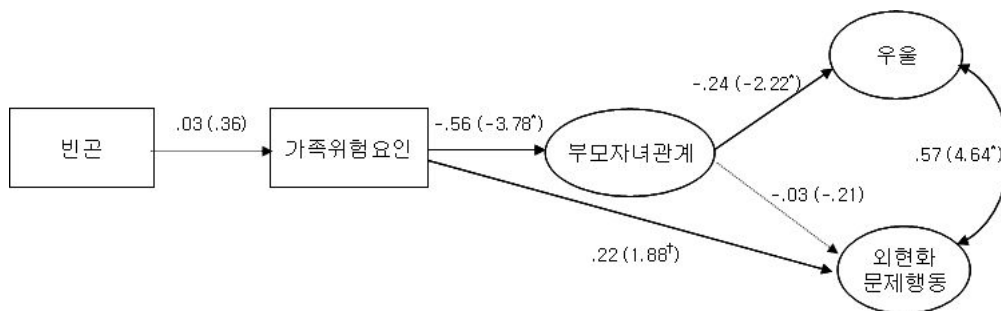 우울
-.24 (-2.22*)
.03 (.36)
-.56 (-3.78*)
빈곤
가족위험요인
부모자녀관계
.57 (4.64*)
-.03 (-.21)
.22 (1.88†)
외현화
문제행동